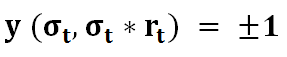 y (σt, σt * rt) = ±1